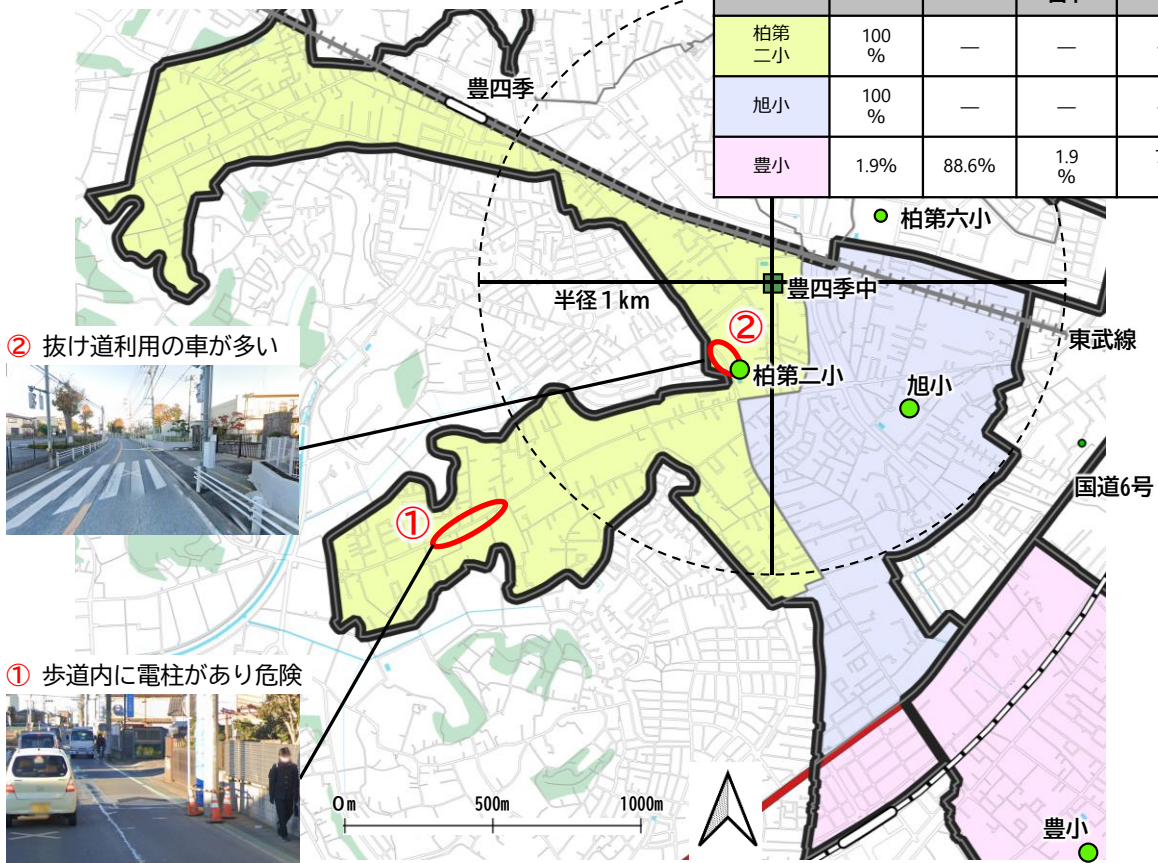 柏第
二小
100
%
—
—
旭小
100
%
—
—
豊小
1.9%
88.6%
1.9
%
豊四季
柏第六小
半径1km
豊四季中
東武線
② 抜け道利用の車が多い
②
柏第二小
旭小
国道6号
①
① 歩道内に電柱があり危険
0m
500m
1000m
豊小